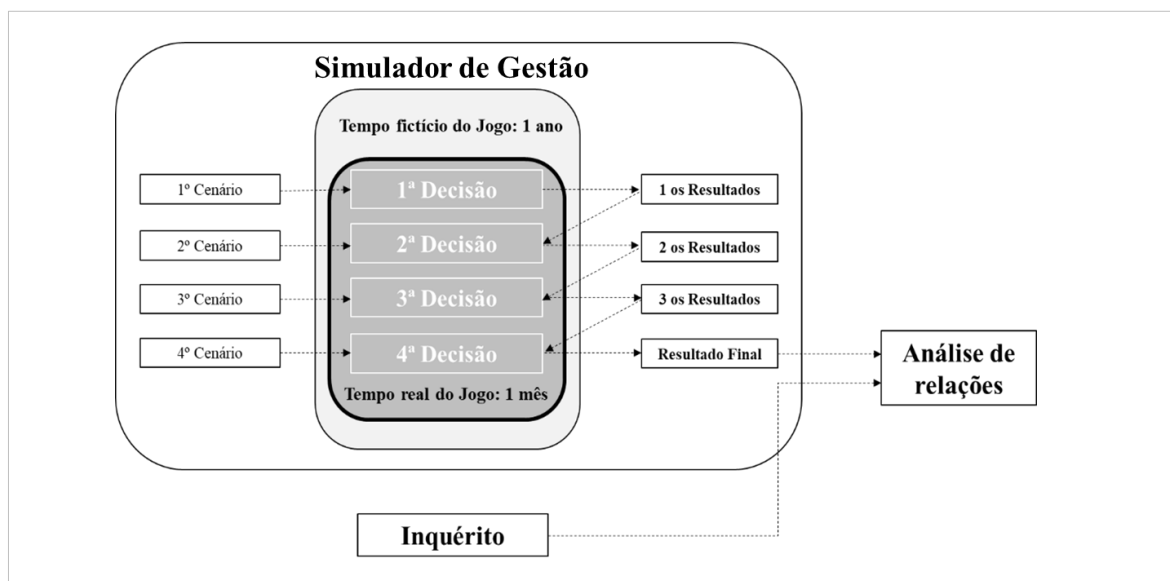 Simulador de Gestão
Tempo fictício do Jogo: 1 ano
1º Cenário
1ª Decisão
1 os Resultados
2º Cenário
2ª Decisão
2 os Resultados
3º Cenário
3ª Decisão
3 os Resultados
4º Cenário
4ª Decisão
Resultado Final
Análise de
relações
Tempo real do Jogo: 1 mês
Inquérito